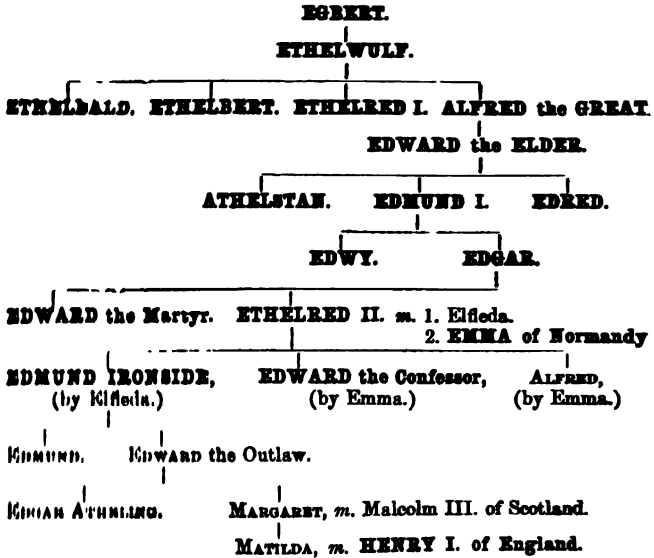 EGBERT.
ETHELWULF.
ETHELBALD. ETHELBERT. ETHELRED I. ALFRED the GREAT.
EDWARD the ELDER.
ATHELSTAN. EDMUND I. EDRED.
EDWY. EDGAR.
EDWARD the Martyr. ETHELRED II. m. 1. Elfleda.
2. EMMA of Normandy
EDMUND IRONSIDE, EDWARD the Confessor, ALFRED,
(by Elfleda.) (by Emma.) (by Emma.)
EDMUND. EDWARD the Outlaw.
EDGAR ATHELING. MARGARET, m. Malcolm III. of Scotland.
MATILDA, m. HENRY I. of England.